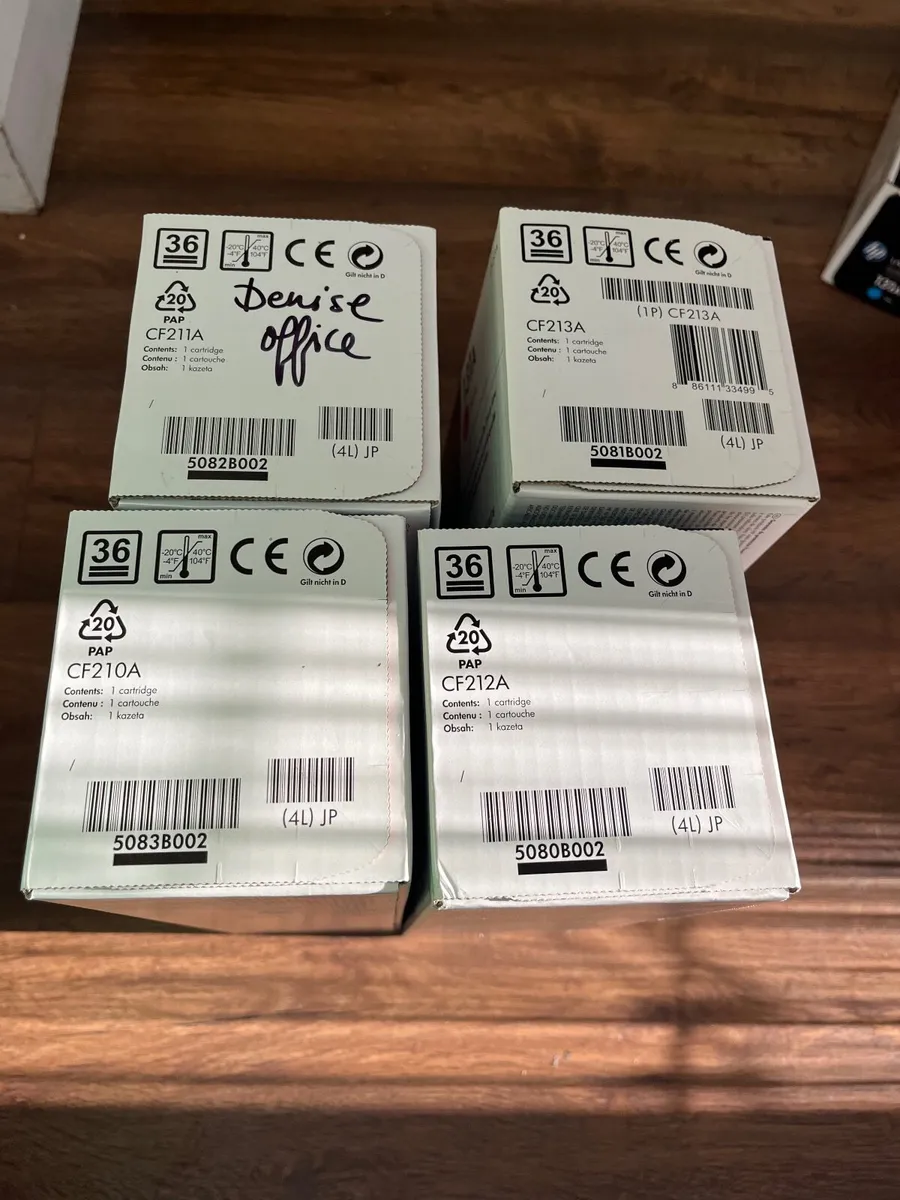 36
-20°C
-4°F
min
max
40°C
104°F
CE
Gilt nicht in D
20
PAP
Denise
office
CF211A
Contents: 1 cartridge
Contenu : 1 cartouche
Obsah: 1 kazeta
/
5082B002
(4L) JP
36
-20°C
-4°F
min
max
40°C
104°F
CE
Gilt nicht in D
20
(1P) CF213A
CF213A
Contents: 1 cartridge
Contenu : 1 cartouche
Obsah: 1 kazeta
8 86111 33499 5
/
5081B002
(4L) JP
36
-20°C
-4°F
min
max
40°C
104°F
CE
Gilt nicht in D
20
PAP
CF210A
Contents: 1 cartridge
Contenu : 1 cartouche
Obsah: 1 kazeta
/
5083B002
(4L) JP
36
-20°C
-4°F
min
max
40°C
104°F
CE
Gilt nicht in D
20
PAP
CF212A
Contents: 1 cartridge
Contenu : 1 cartouche
Obsah: 1 kazeta
/
5080B002
(4L) JP
hp